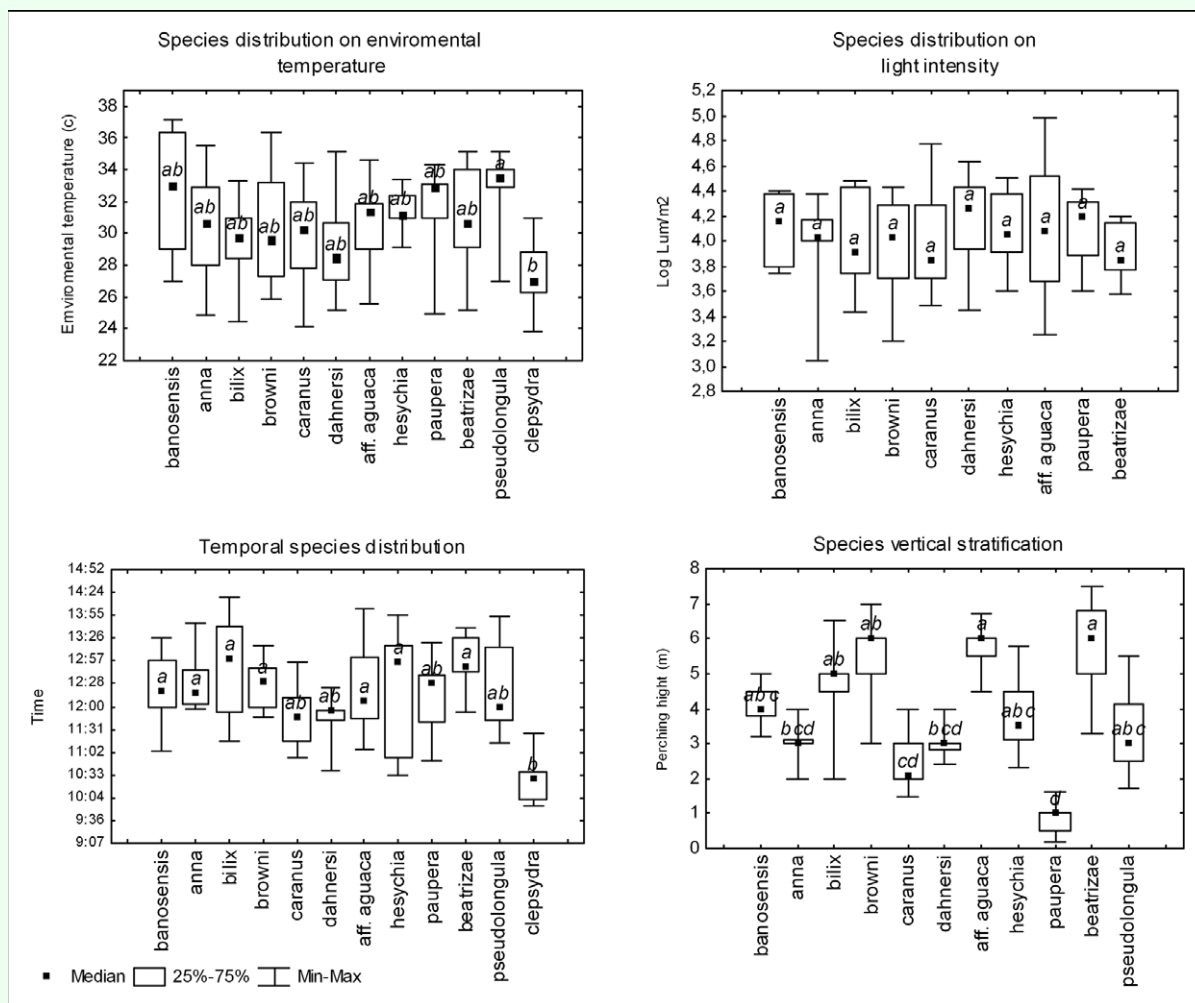 Species distribution on enviromental
temperature
Emviromental temperature (c)
38
36
34
32
30
28
26
24
22
ab
ab
ab
ab
ab
ab
ab
ab
ab
ab
a
b
banosensis
anna
bilix
browni
caranus
dahnersi
aff. aguaca
hesychia
paupera
beatrizae
pseudolongula
clepsydra
Species distribution on
light intensity
Log Lum/m2
5,2
5,0
4,8
4,6
4,4
4,2
4,0
3,8
3,6
3,4
3,2
3,0
2,8
a
a
a
a
a
a
a
a
a
a
banosensis
anna
bilix
browni
caranus
dahnersi
hesychia
aff. aguaca
paupera
beatrizae
Temporal species distribution
Time
14:52
14:24
13:55
13:26
12:57
12:28
12:00
11:31
11:02
10:33
10:04
9:36
9:07
a
a
a
a
ab
ab
a
a
ab
a
ab
b
banosensis
anna
bilix
browni
caranus
dahnersi
aff. aguaca
hesychia
paupera
beatrizae
pseudolongula
clepsydra
Species vertical stratification
Perching hight (m)
8
7
6
5
4
3
2
1
0
abc
bcd
ab
ab
cd
bcd
a
abc
d
a
abc
banosensis
anna
bilix
browni
caranus
dahnersi
aff. aguaca
hesychia
paupera
beatrizae
pseudolongula
Median 25%-75% Min-Max